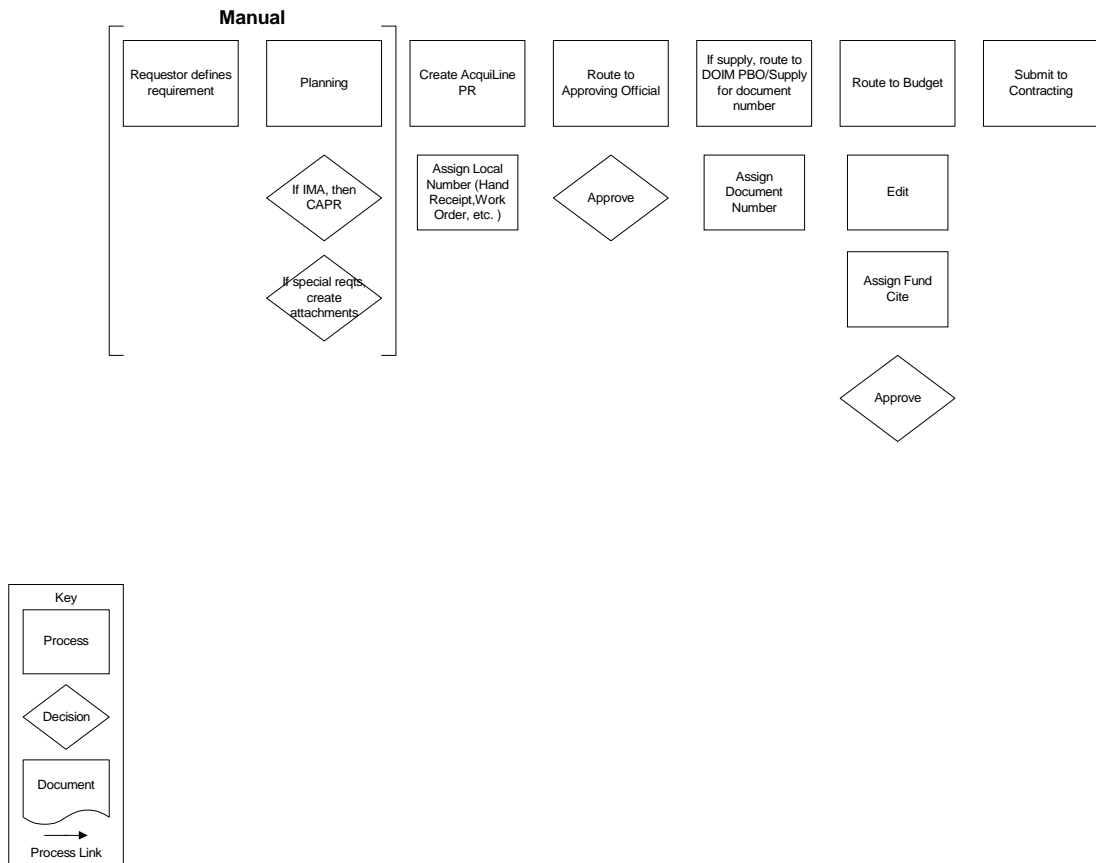 Manual
Requestor defines
requirement
Planning
Create AcquiLine
PR
Route to
Approving Official
If supply, route to
DOIM PBO/Supply
for document
number
Route to Budget
Submit to
Contracting
If IMA, then
CAPR
Assign Local
Number (Hand
Receipt,Work
Order, etc. )
Approve
Assign
Document
Number
Edit
If special reqts,
create
attachments
Assign Fund
Cite
Approve
Key
Process
Decision
Document
Process Link